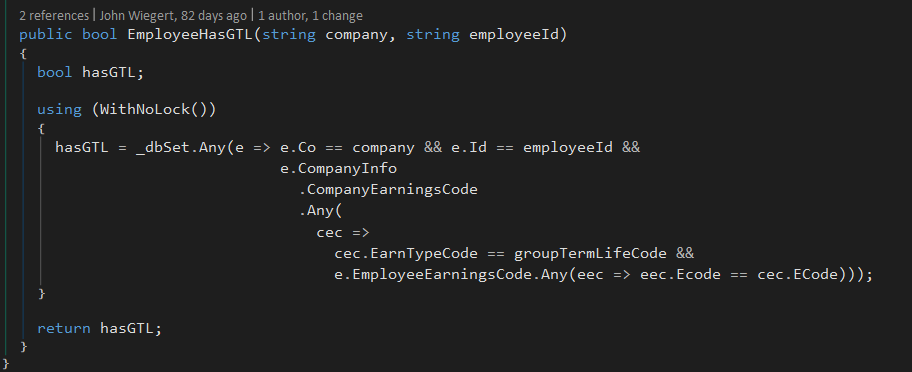 2 references | John Wiegert, 82 days ago | 1 author, 1 change
public bool EmployeeHasGTL(string company, string employeeId)
{
bool hasGTL;
using (WithNoLock())
{
hasGTL = _dbSet.Any(e => e.Co == company && e.Id == employeeId &&
e.CompanyInfo
.CompanyEarningsCode
.Any(
cec =>
cec.EarnTypeCode == groupTermLifeCode &&
e.EmployeeEarningsCode.Any(eec => eec.Ecode == cec.ECode)));
}
return hasGTL;
}
}